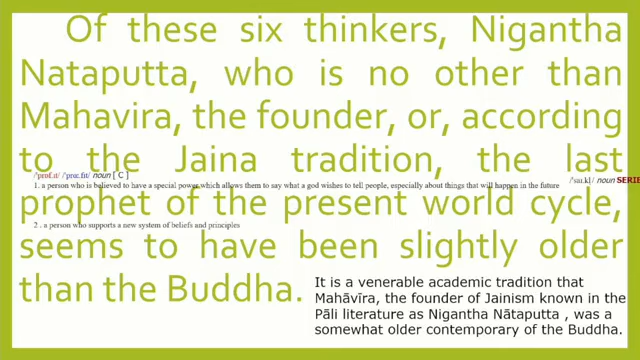 Of these six thinkers, Nigantha
Nataputta, who is no other than
Mahavira, the founder, or, according
to the Jaina tradition, the last
/ˈprɒf.ɪt/ /ˈprɑː.fɪt/ noun [ C ]
1. a person who is believed to have a special power which allows them to say what a god wishes to tell people, especially about things that will happen in the future
/ˈsaɪ.kl̩/ noun SERIE
prophet of the present world cycle,
2 . a person who supports a new system of beliefs and principles
seems to have been slightly older
than the Buddha.
It is a venerable academic tradition that
Mahāvīra, the founder of Jainism known in the
Pāli literature as Nigantha Nātaputta , was a
somewhat older contemporary of the Buddha.